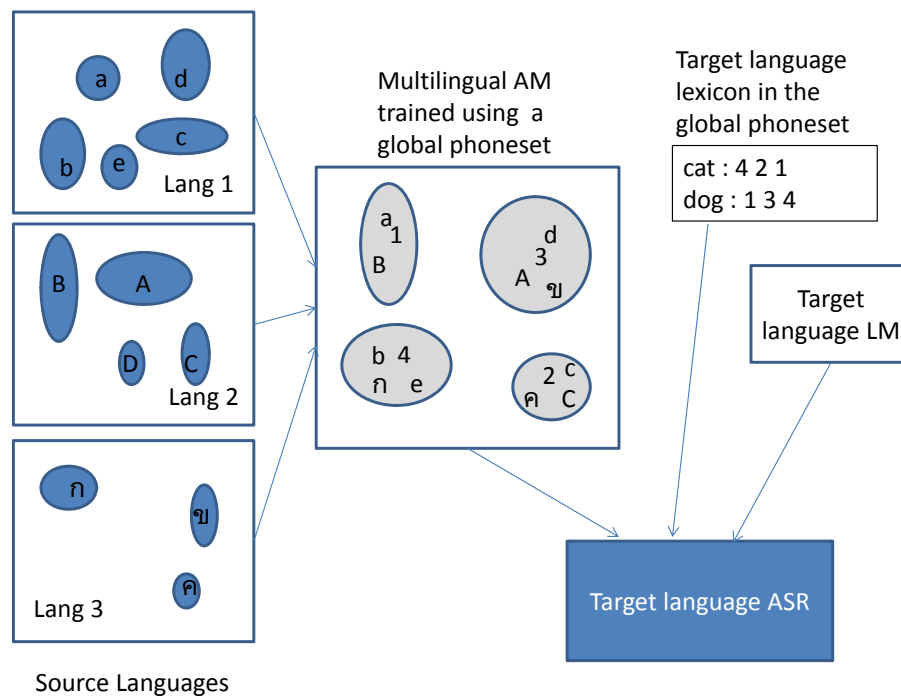 a
d
b
e
c
Lang 1
B
A
D
C
Lang 2
ก
ข
ค
Lang 3
Source Languages
Multilingual AM
trained using a
global phoneset
a
1
B
d
3
A
ข
b 4
ก e
2 c
ค C
Target language
lexicon in the
global phoneset
cat : 4 2 1
dog : 1 3 4
Target
language LM
Target language ASR